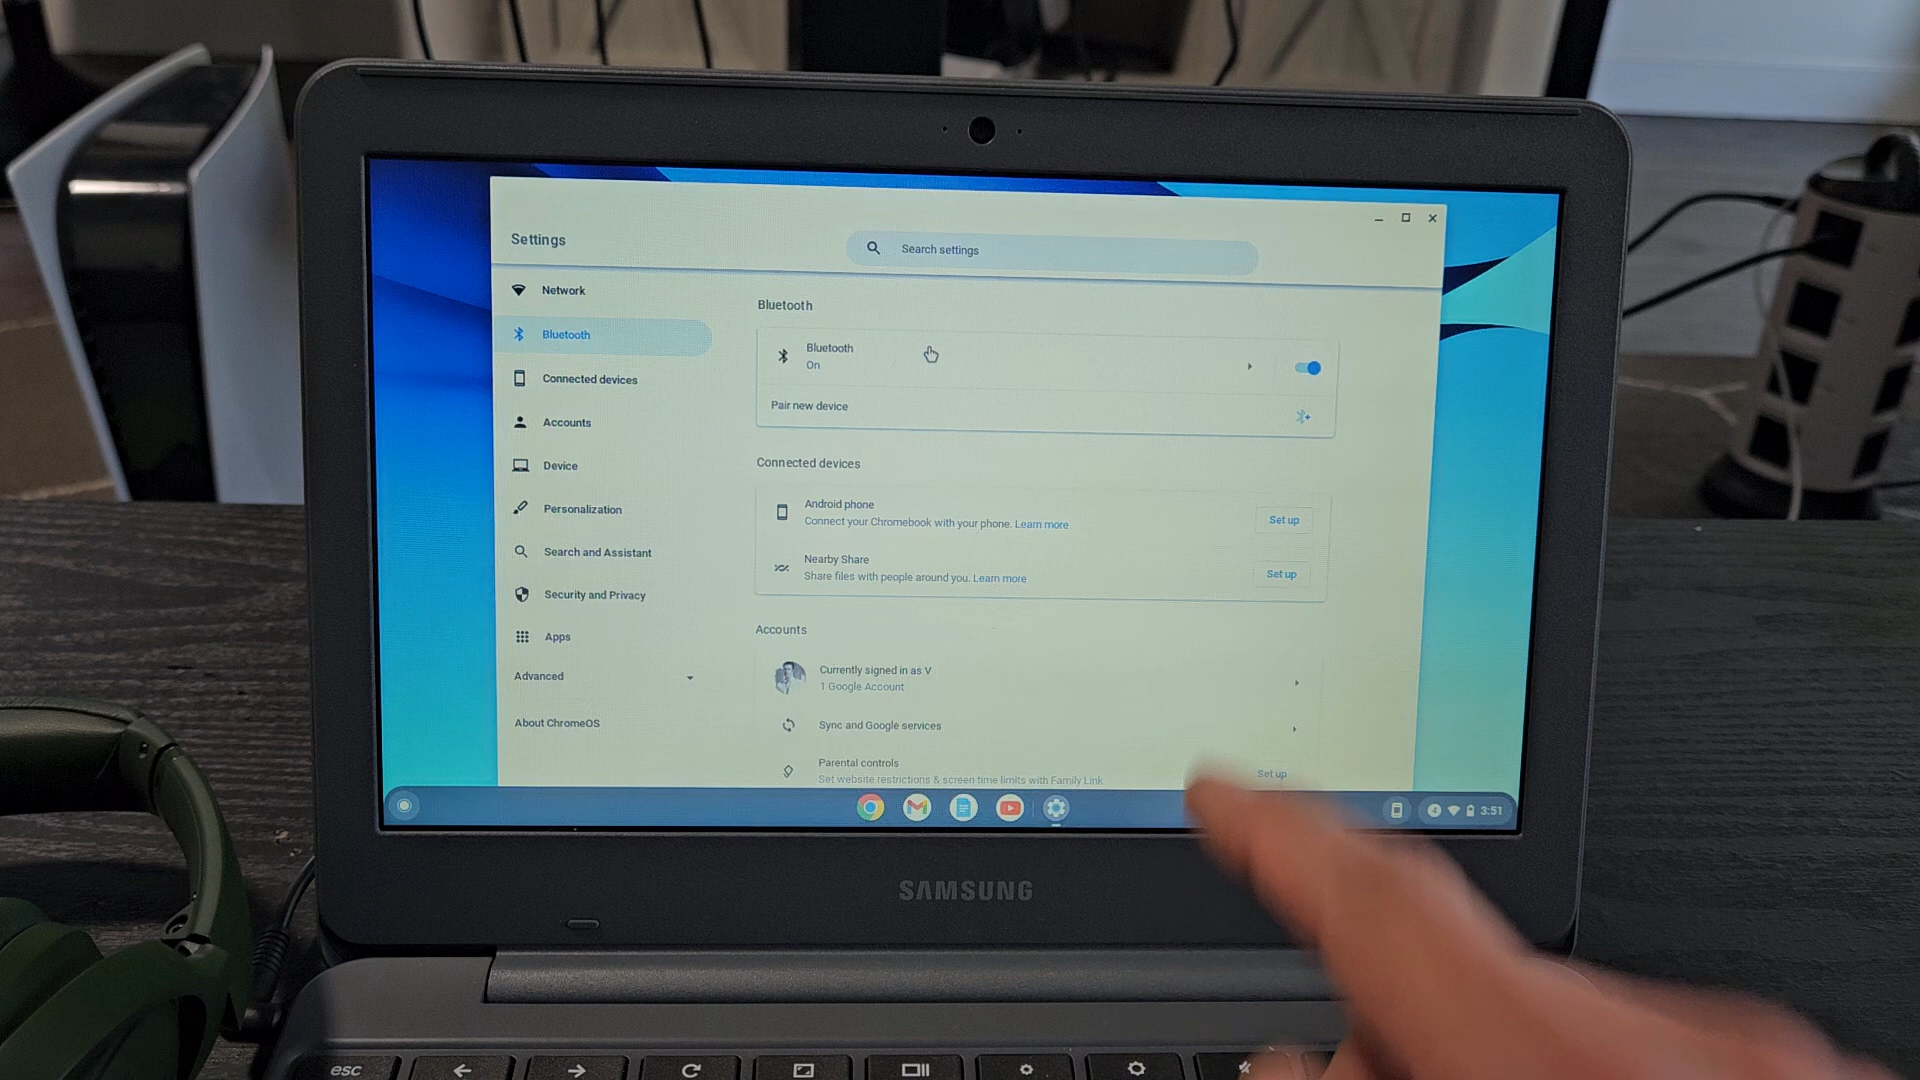 Settings
Search settings
Network
Bluetooth
Connected devices
Accounts
Device
Personalization
Search and Assistant
Security and Privacy
Apps
Advanced
About ChromeOS
Bluetooth
Bluetooth
On
Pair new device
Connected devices
Android phone
Connect your Chromebook with your phone. Learn more
Set up
Nearby Share
Share files with people around you. Learn more
Set up
Accounts
Currently signed in as V
1 Google Account
Sync and Google services
Parental controls
Set website restrictions & screen time limits with Family Link
Set up
3:51
SAMSUNG
esc